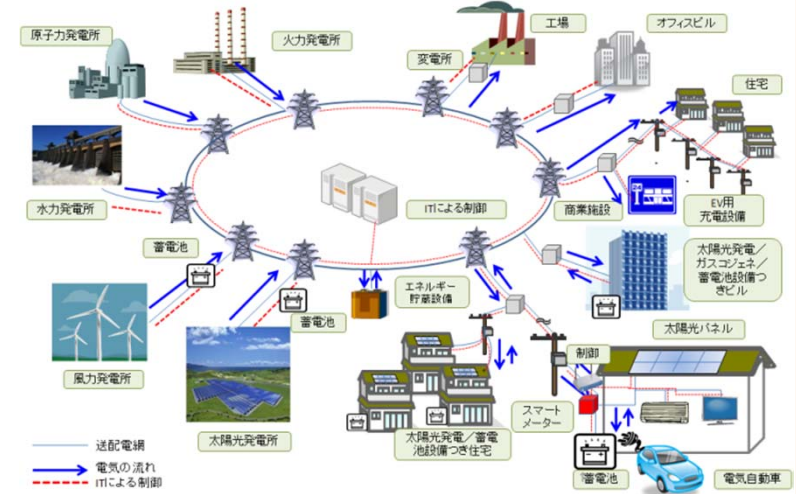 原子力発電所
火力発電所
工場
オフィスビル
変電所
住宅
水力発電所
ITによる制御
商業施設
EV用
充電設備
蓄電池
太陽光発電／
ガスコジェネ／
蓄電池設備つ
きビル
エネルギー
貯蔵設備
蓄電池
風力発電所
太陽光パネル
制御
太陽光発電所
太陽光発電／蓄電
池設備つき住宅
スマート
メーター
蓄電池
電気自動車
送配電網
電気の流れ
ITによる制御